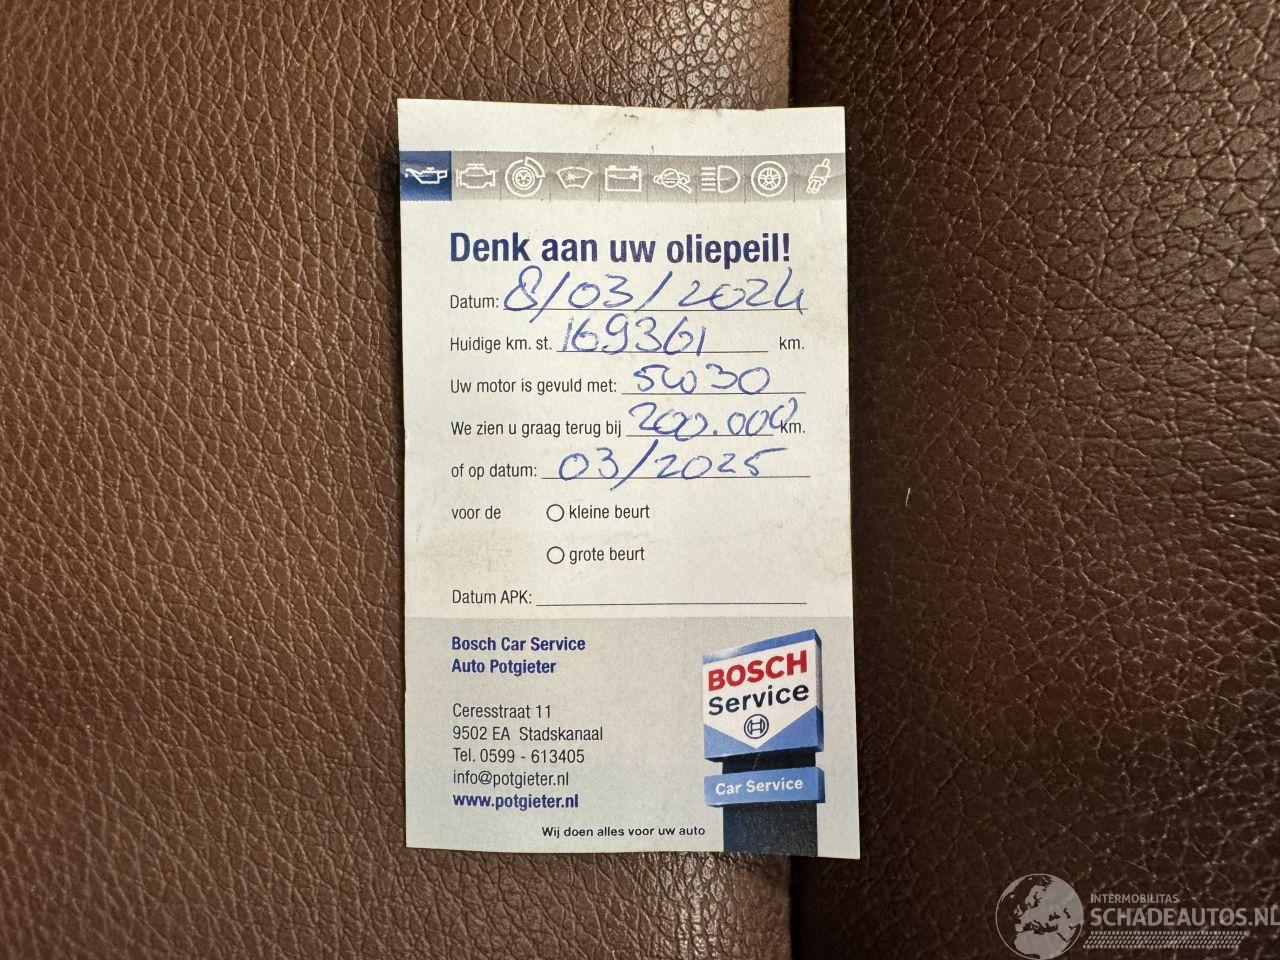 Denk aan uw oliepeil!
Datum: 8/03/2024
Huidige km. st. 169361 km.
Uw motor is gevuld met: 5W30
We zien u graag terug bij 200.000 km.
of op datum: 03/2025
voor de kleine beurt
grote beurt
Datum APK:
Bosch Car Service
Auto Potgieter
Ceresstraat 11
9502 EA Stadskanaal
Tel. 0599 - 613405
info@potgieter.nl
www.potgieter.nl
Wij doen alles voor uw auto
BOSCH
Service
Car Service
INTERMOBILITAS
SCHADEAUTOS.NL